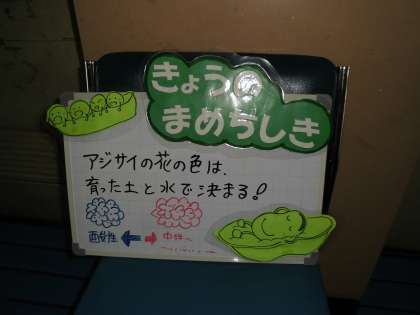 きょうの
まめちしき
アジサイの花の色は、
育った土と水で決まる!
酸性 中性